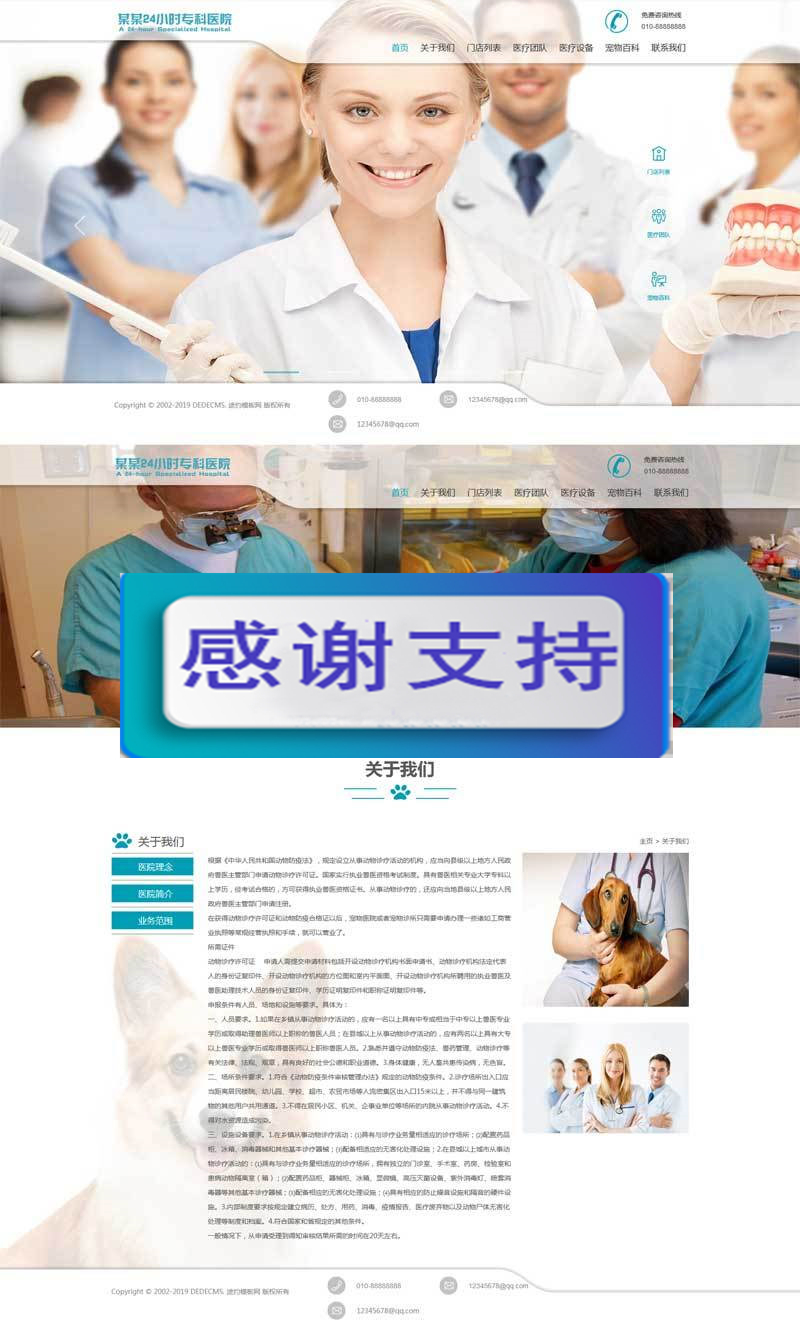 某某24小时专科医院
A 24-hour Specialized Hospital
免费咨询热线
010-88888888
首页 关于我们 门店列表 医疗团队 医疗设备 宠物百科 联系我们
门店列表
医疗团队
宠物百科
Copyright © 2002-2019 DEDECMS. 途约模板网 版权所有
010-88888888
12345678@qq.com
12345678@qq.com
某某24小时专科医院
A 24-hour Specialized Hospital
免费咨询热线
010-88888888
首页 关于我们 门店列表 医疗团队 医疗设备 宠物百科 联系我们
感谢支持
关于我们
关于我们
主页 > 关于我们
医院理念
医院简介
业务范围
根据《中华人民共和国动物防疫法》，规定设立从事动物诊疗活动的机构，应当向县级以上地方人民政
府兽医主管部门申请动物诊疗许可证。国家实行执业兽医资格考试制度。具有兽医相关专业大学专科以
上学历，经考试合格的，方可获得执业兽医资格证书。从事动物诊疗的，还应向当地县级以上地方人民
政府兽医主管部门申请注册。
在获得动物诊疗许可证和动物防疫合格证以后，宠物医院或者宠物诊所只需要申请办理一些诸如工商营
业执照等常规经营执照和手续，就可以营业了。
所需证件
动物诊疗许可证 申请人需提交申请材料包括开设动物诊疗机构书面申请书、动物诊疗机构法定代表
人的身份证复印件、开设动物诊疗机构的方位图和室内平面图、开设动物诊疗机构所聘用的执业兽医及
兽医助理技术人员的身份证复印件、学历证明复印件和职称证明复印件等。
申报条件有人员、场地和设施等要求。具体为：
一、人员要求。1.如果在乡镇从事动物诊疗活动的，应有一名以上具有中专或相当于中专以上兽医专业
学历或取得助理兽医师以上职称的兽医人员；在县城以上从事动物诊疗活动的，应有两名以上具有大专
以上兽医专业学历或取得兽医师以上职称兽医人员。2.熟悉并遵守动物防疫法、兽药管理、动物诊疗等
有关法律、法规、规章，具有良好的社会公德和职业道德。3.身体健康，无人畜共患传染病，无色盲。
二、场所条件要求。1.符合《动物防疫条件审核管理办法》规定的动物防疫条件。2.诊疗场所出入口应
当距离居民楼院、幼儿园、学校、超市、农贸市场等人流密集区出入口15米以上，并不得与同一建筑
物的其他用户共用通道。3.不得在居民小区、机关、企事业单位等场所的内院从事动物诊疗活动。4.不
得对水资源造成污染。
三、设施设备要求。1.在乡镇从事动物诊疗活动：(1)具有与诊疗业务量相适应的诊疗场所；(2)配置药品
柜、冰箱、消毒器械和其他基本诊疗器械；(3)配备相应的无害化处理设施；2.在县城以上城市从事动
物诊疗活动的：(1)具有与诊疗业务量相适应的诊疗场所，拥有独立的门诊室、手术室、药房、检验室和
患病动物隔离室（箱）；(2)配置药品柜、器械柜、冰箱、显微镜、高压灭菌设备、紫外消毒灯、喷雾消
毒器等其他基本诊疗器械；(3)配备相应的无害化处理设施；(4)具有相应的防止噪音设施和隔音的硬件设
施。3.内部制度要求按规定建立病历、处方、用药、消毒、疫情报告、医疗废弃物以及动物尸体无害化
处理等制度和档案。4.符合国家和省规定的其他条件。
一般情况下，从申请受理到得知审核结果所需的时间在20天左右。
Copyright © 2002-2019 DEDECMS. 途约模板网 版权所有
010-88888888
12345678@qq.com
12345678@qq.com